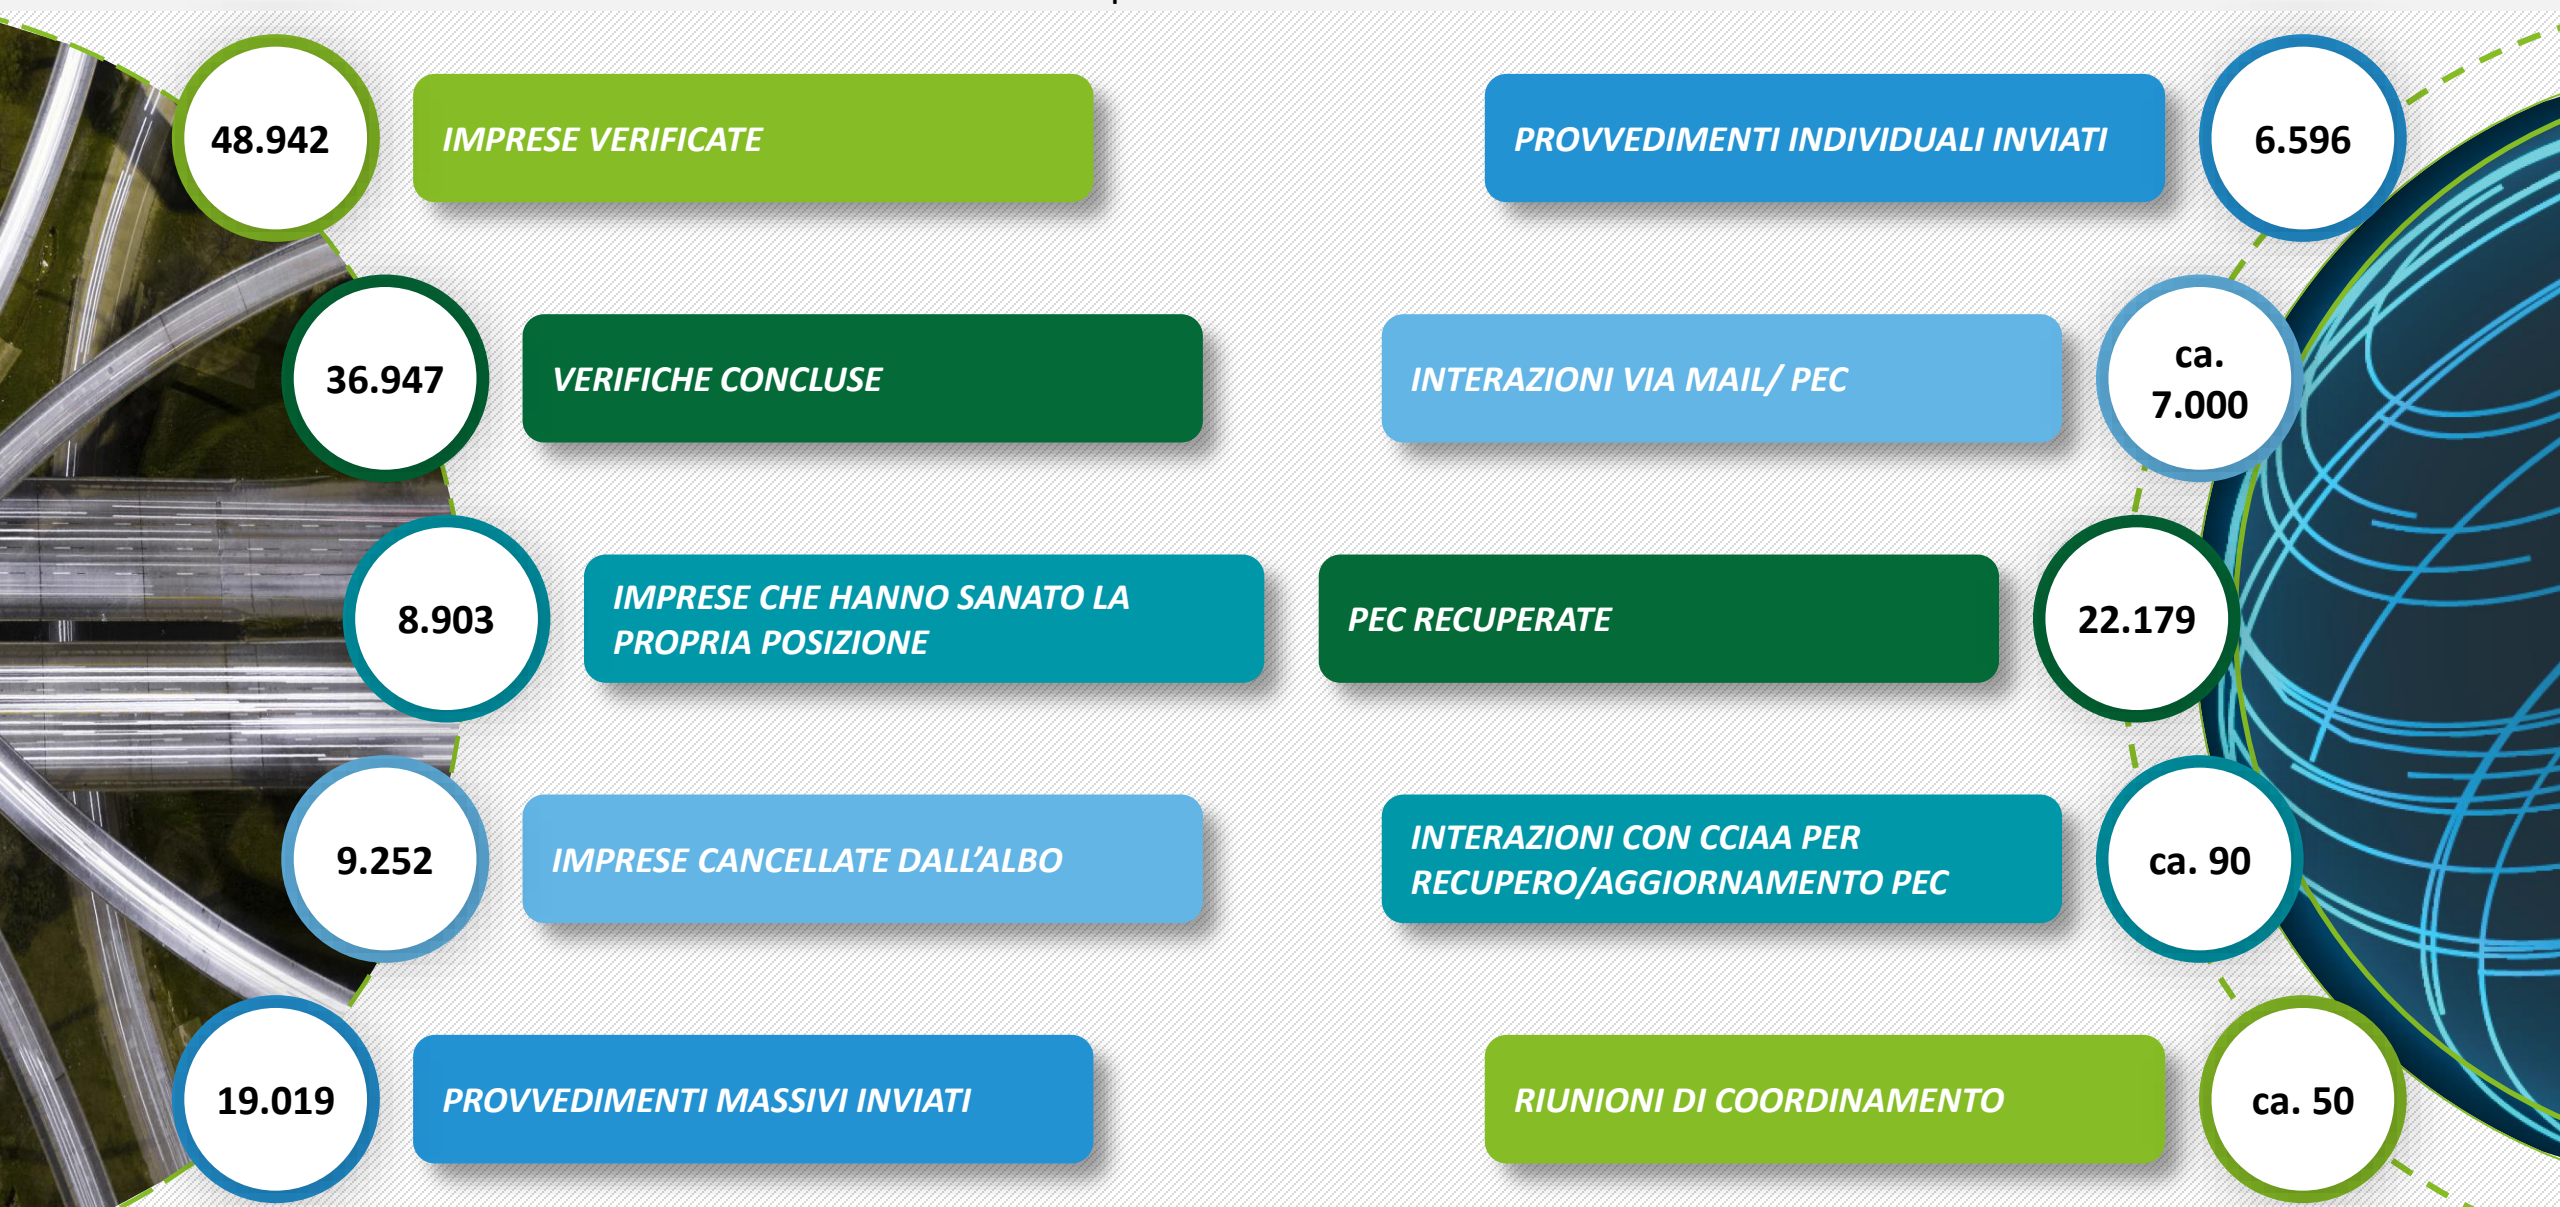 48.942
IMPRESE VERIFICATE
36.947
VERIFICHE CONCLUSE
8.903
IMPRESE CHE HANNO SANATO LA
PROPRIA POSIZIONE
9.252
IMPRESE CANCELLATE DALL’ALBO
19.019
PROVVEDIMENTI MASSIVI INVIATI
PROVVEDIMENTI INDIVIDUALI INVIATI
6.596
INTERAZIONI VIA MAIL/ PEC
ca.
7.000
PEC RECUPERATE
22.179
INTERAZIONI CON CCIAA PER
RECUPERO/AGGIORNAMENTO PEC
ca. 90
RIUNIONI DI COORDINAMENTO
ca. 50